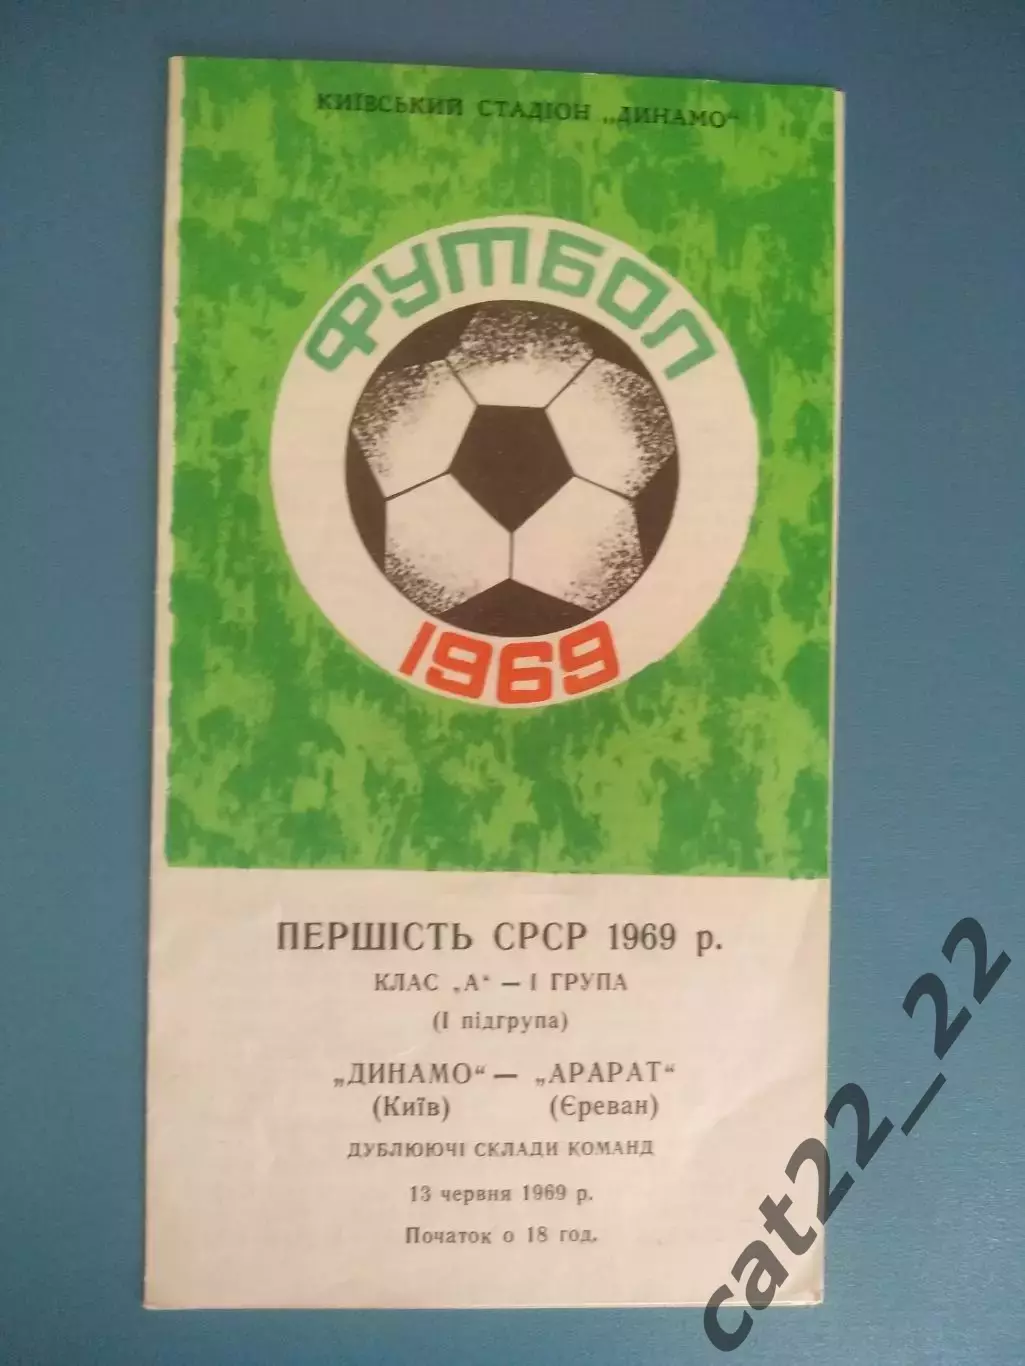 КИЇВСЬКИЙ СТАДІОН „ДИНАМО“
ФУТБОЛ
1969
ПЕРШІСТЬ СРСР 1969 р.
КЛАС „А“ — І ГРУПА
(І підгрупа)
„ДИНАМО“ — „АРАРАТ“
(Київ) (Єреван)
ДУБЛЮЮЧІ СКЛАДИ КОМАНД
13 червня 1969 р.
Початок о 18 год.
cat22_22